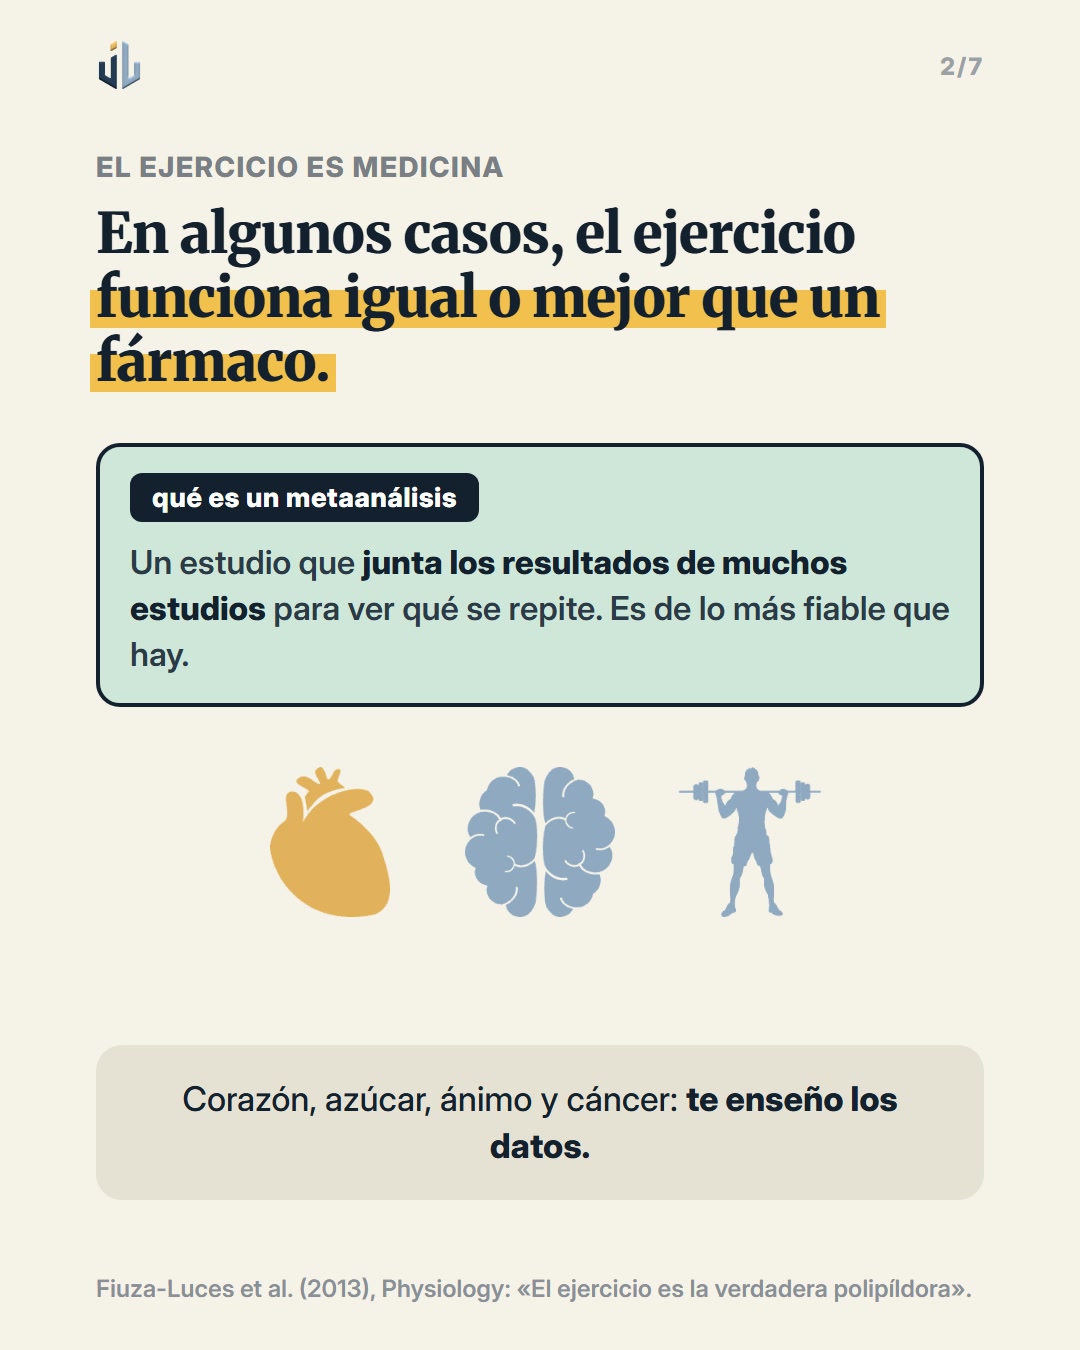 2/7
EL EJERCICIO ES MEDICINA
En algunos casos, el ejercicio
funciona igual o mejor que un
fármaco.
qué es un metaanálisis
Un estudio que junta los resultados de muchos
estudios para ver qué se repite. Es de lo más fiable que
hay.
Corazón, azúcar, ánimo y cáncer: te enseño los
datos.
Fiuza-Luces et al. (2013), Physiology: «El ejercicio es la verdadera polipíldora».